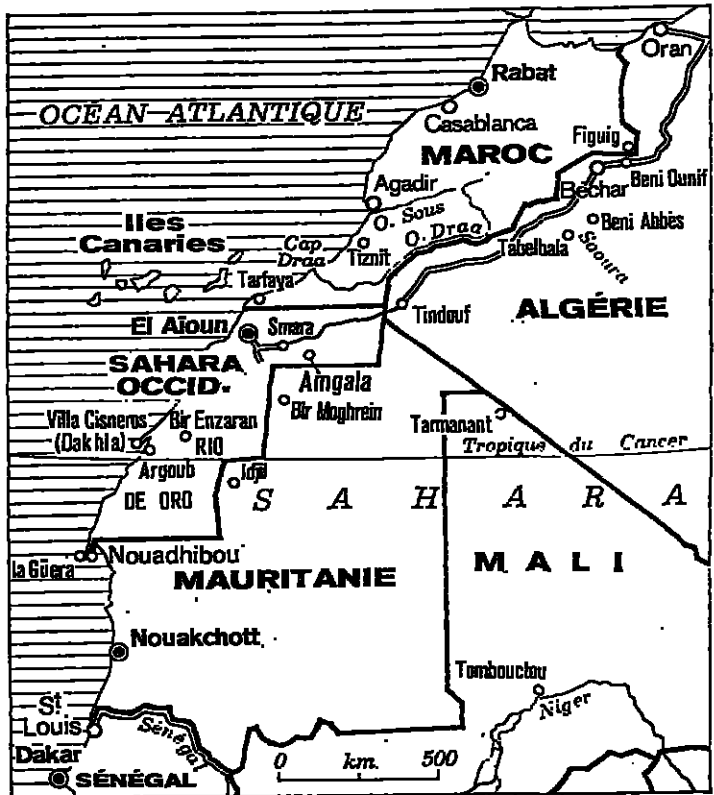 Oran
Rabat
OCÉAN ATLANTIQUE
Casablanca
Figuig
MAROC
Beni Ounif
Béchar
Agadir
O. Sous
Beni Abbès
Iles
Canaries
Cap
Draa
O. Draa
Tiznit
Tabelbala
Saoura
Tarfaya
ALGÉRIE
Tindouf
El Aïoun
Smara
SAHARA
OCCID.
Amgala
Bir Moghrein
Villa Cisneros
(Dakhla)
Bir Enzaran
Tarmanant
RIO
Tropique du Cancer
Argoub
Idjil
DE ORO
SAHARA
Nouadhibou
la Güera
MALI
MAURITANIE
Nouakchott
Tombouctou
St
Louis
Sénégal
Niger
Dakar
SÉNÉGAL
0 km. 500